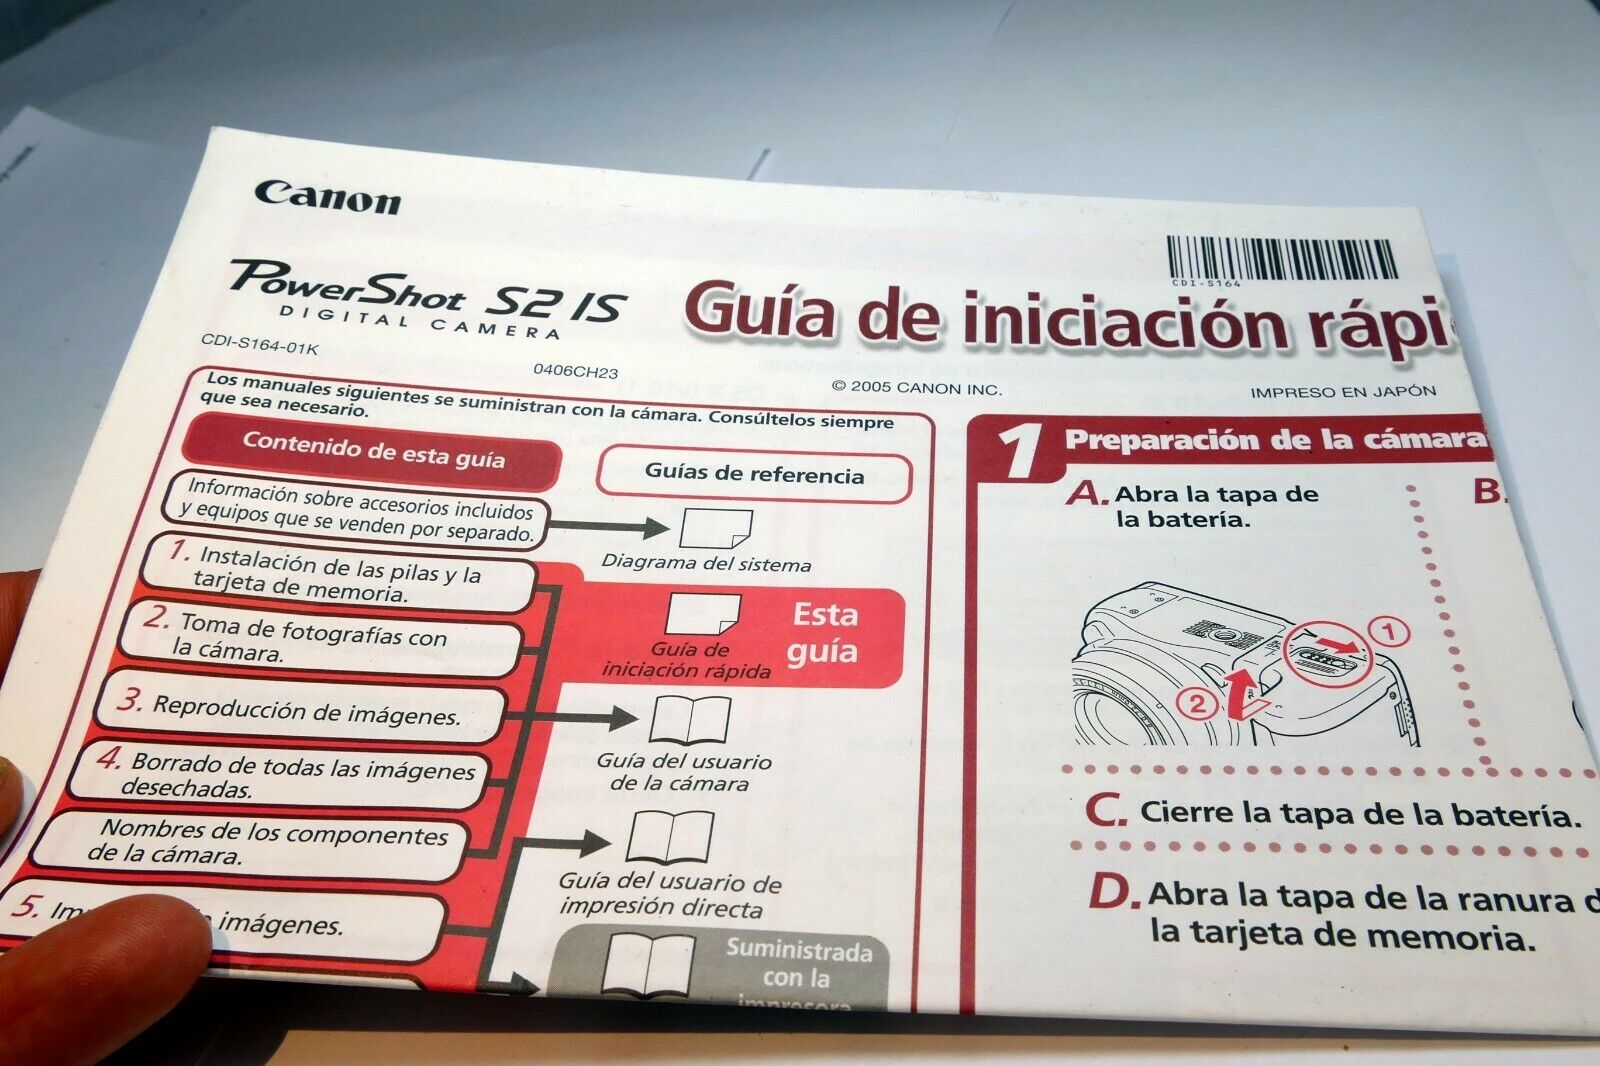 Canon
CDI-S164
PowerShot S2 IS
DIGITAL CAMERA
Guía de iniciación rápi
CDI-S164-01K
0406CH23
© 2005 CANON INC.
IMPRESO EN JAPÓN
Los manuales siguientes se suministran con la cámara. Consúltelos siempre
que sea necesario.
Contenido de esta guía
Guías de referencia
Información sobre accesorios incluidos
y equipos que se venden por separado.
Diagrama del sistema
1. Instalación de las pilas y la
tarjeta de memoria.
2. Toma de fotografías con
la cámara.
Guía de
iniciación rápida
Esta
guía
3. Reproducción de imágenes.
Guía del usuario
de la cámara
4. Borrado de todas las imágenes
desechadas.
Nombres de los componentes
de la cámara.
Guía del usuario de
impresión directa
5. imágenes.
Suministrada
con la
impresora
1 Preparación de la cámara
A. Abra la tapa de
la batería.
B.
1
2
C. Cierre la tapa de la batería.
D. Abra la tapa de la ranura d
la tarjeta de memoria.